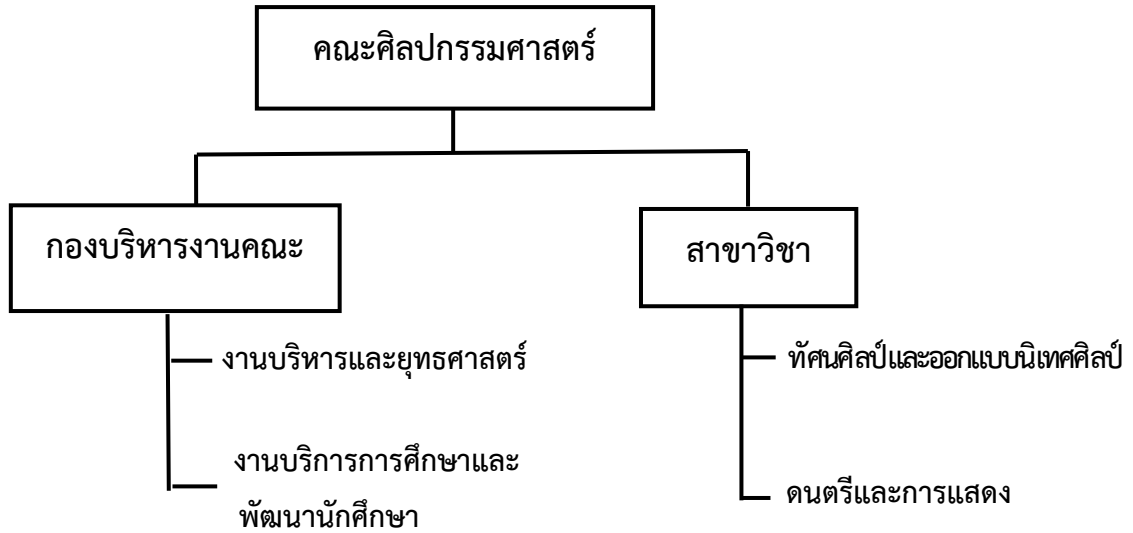 คณะศิลปกรรมศาสตร์
กองบริหารงานคณะ
สาขาวิชา
งานบริหารและยุทธศาสตร์
ทัศนศิลป์และออกแบบนิเทศศิลป์
งานบริการการศึกษาและ
พัฒนานักศึกษา
ดนตรีและการแสดง